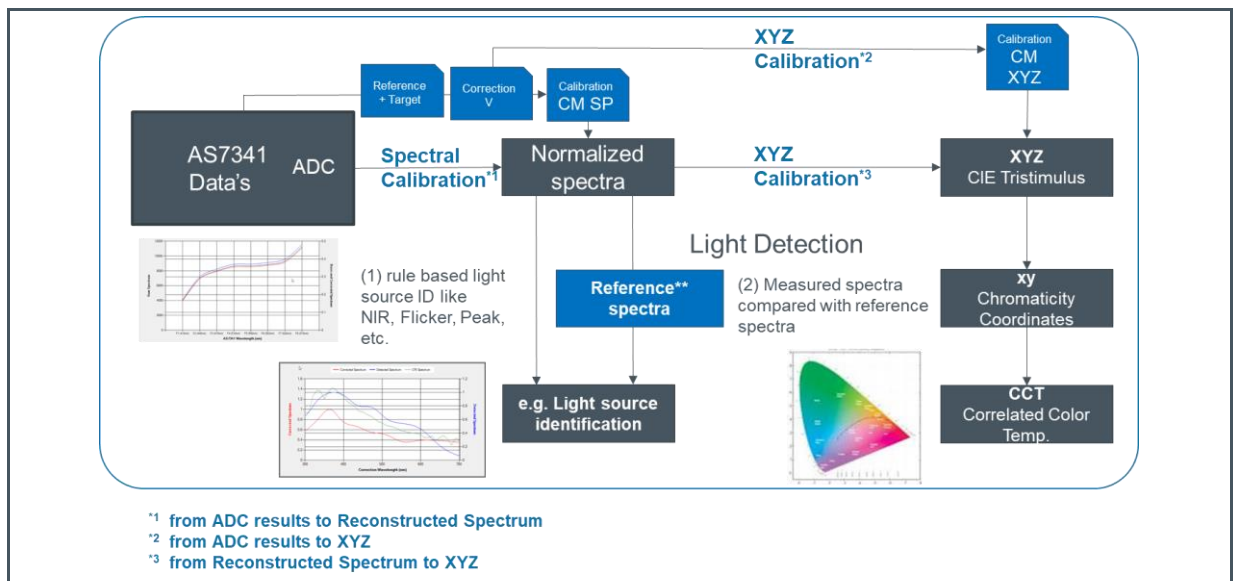 XYZ
Calibration*2
Calibration
CM
XYZ
Reference
+ Target
Correction
V
Calibration
CM SP
AS7341
Data's
ADC
Spectral
Calibration*1
Normalized
spectra
XYZ
Calibration*3
XYZ
CIE Tristimulus
Light Detection
(1) rule based light
source ID like
NIR, Flicker, Peak,
etc.
Reference**
spectra
(2) Measured spectra
compared with reference
spectra
xy
Chromaticity
Coordinates
e.g. Light source
identification
CCT
Correlated Color
Temp.
*1 from ADC results to Reconstructed Spectrum
*2 from ADC results to XYZ
*3 from Reconstructed Spectrum to XYZ